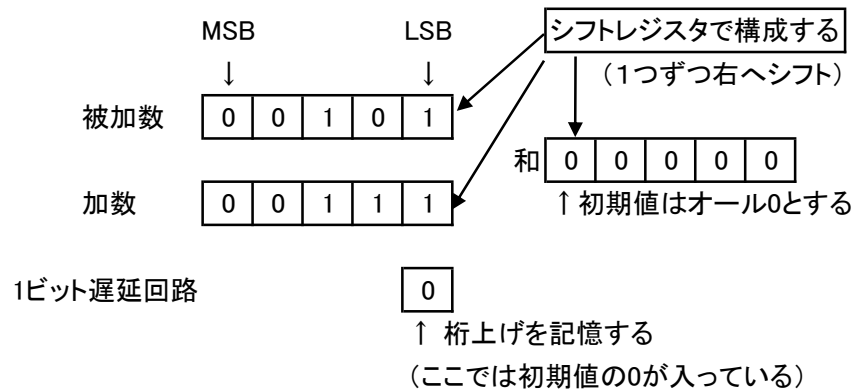 MSB LSB シフトレジスタで構成する
↓ ↓ （１つずつ右へシフト）
被加数 0 0 1 0 1
和 0 0 0 0 0
加数 0 0 1 1 1 ↑初期値はオール0とする
1ビット遅延回路 0
↑ 桁上げを記憶する
（ここでは初期値の0が入っている）